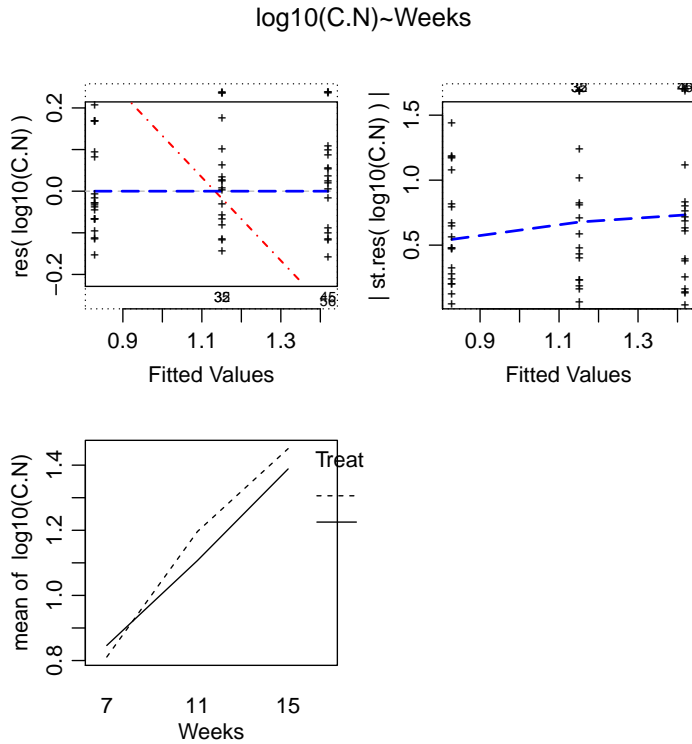 log10(C.N)~Weeks
res( log10(C.N) )
0.2
0.0
−0.2
0.9 1.1 1.3
Fitted Values
| st.res( log10(C.N) ) |
1.5
1.0
0.5
0.9 1.1 1.3
Fitted Values
mean of log10(C.N)
1.4
1.2
1.0
0.8
7 11 15
Weeks
Treat